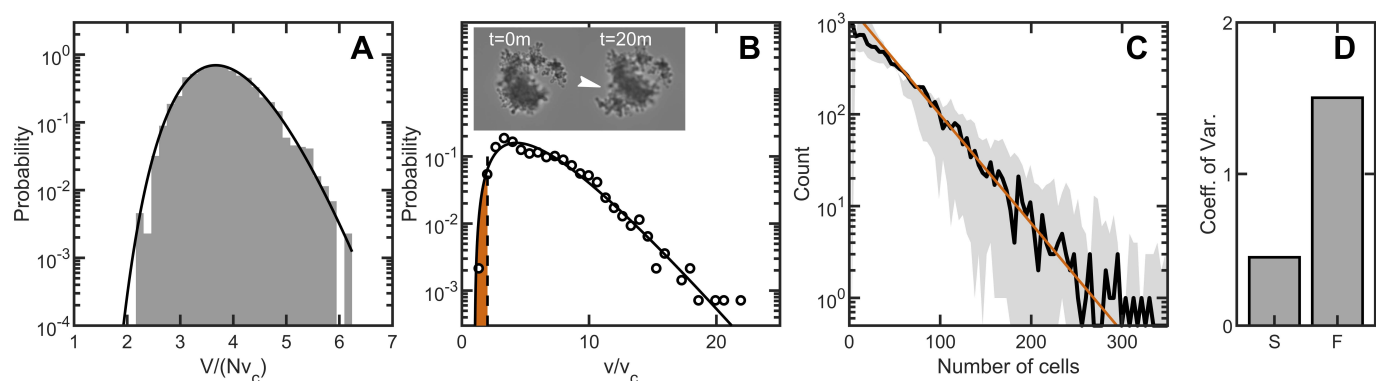 A
Probability
10^0
10^-1
10^-2
10^-3
10^-4
1 2 3 4 5 6 7
V/(Nv_c)
B
t=0m t=20m
Probability
10^-1
10^-2
10^-3
0 10 20
v/v_c
C
Count
10^3
10^2
10^1
10^0
0 100 200 300
Number of cells
D
Coeff. of Var.
2
1
0
S F